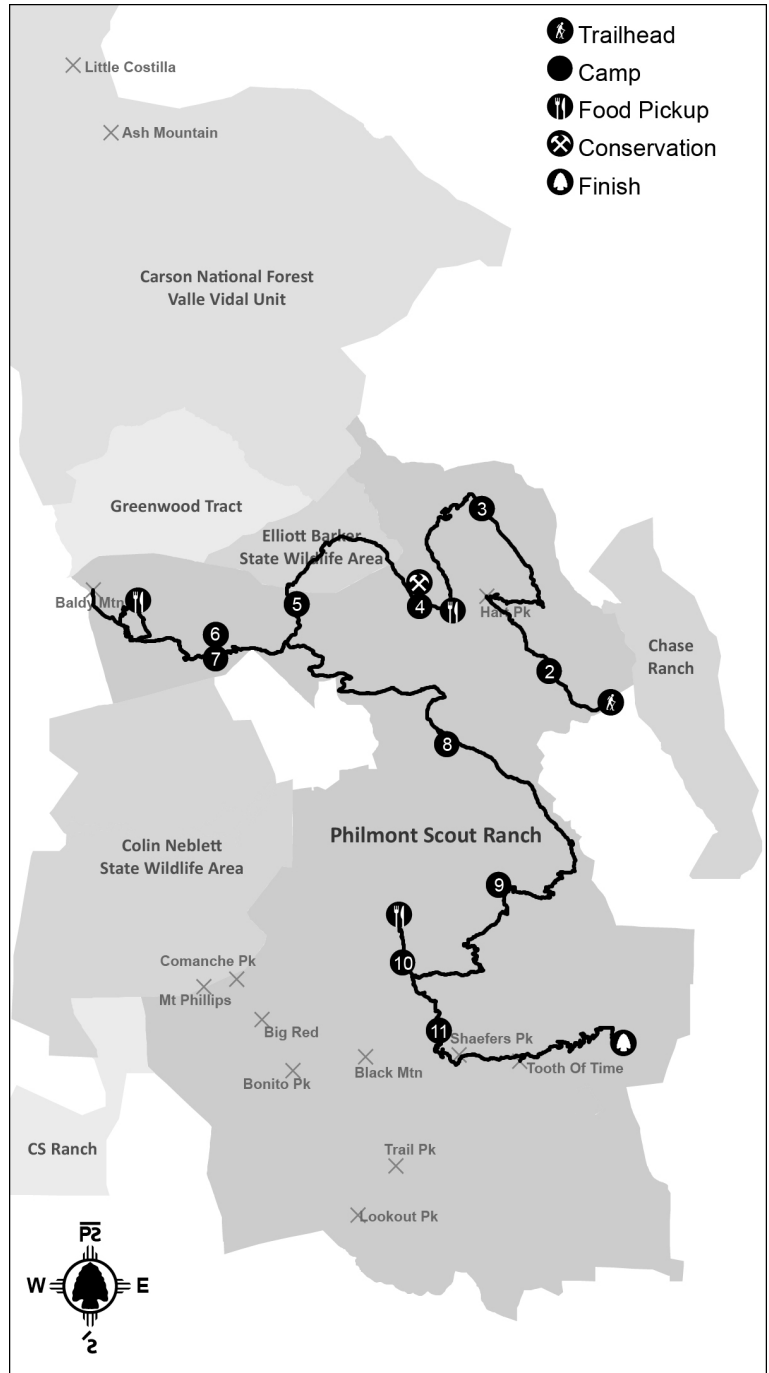 Trailhead
Camp
Food Pickup
Conservation
Finish
Little Costilla
Ash Mountain
Carson National Forest
Valle Vidal Unit
Greenwood Tract
Elliott Barker
State Wildlife Area
3
Baldy Mtn
5
4
Hart Pk
6
7
2
Chase
Ranch
8
Philmont Scout Ranch
Colin Neblett
State Wildlife Area
9
10
Comanche Pk
Mt Phillips
Big Red
11
Shaefers Pk
Black Mtn
Tooth Of Time
Bonito Pk
CS Ranch
Trail Pk
Lookout Pk
W
E